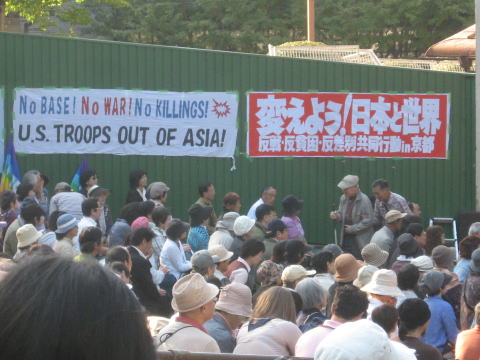 No BASE! No WAR! No KILLINGS!
U.S. TROOPS OUT OF ASIA!
変えよう！日本と世界
反戦・反貧困・反差別共同行動in京都